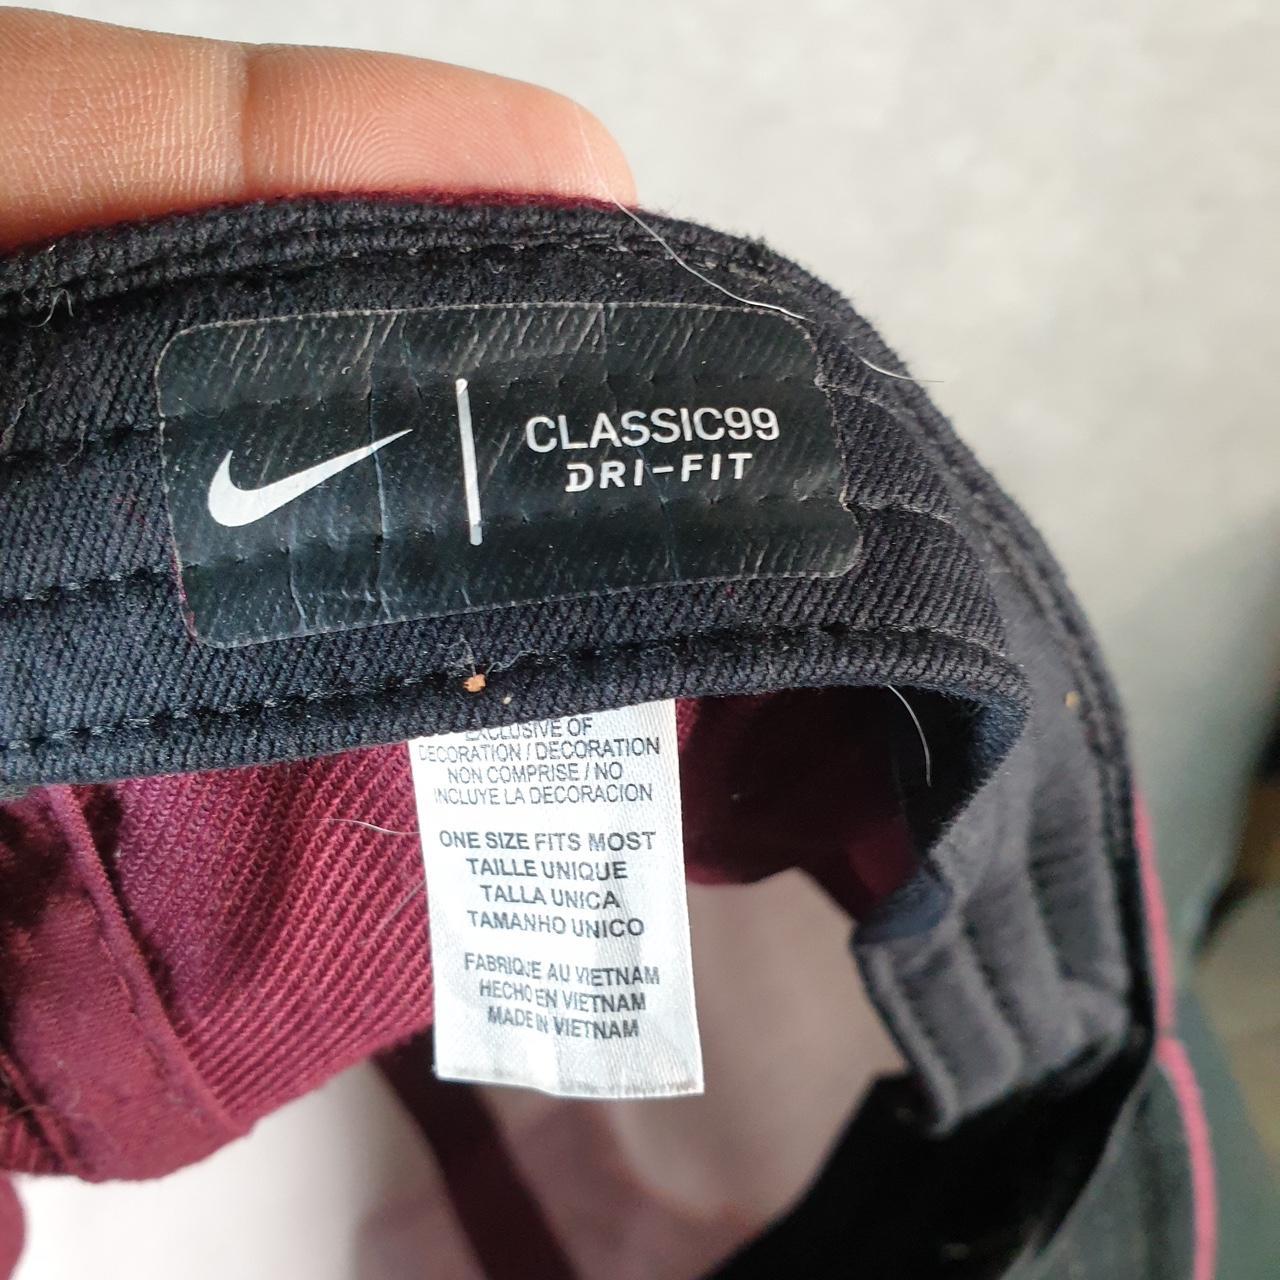 CLASSIC99
DRI-FIT
EXCLUSIVE OF
DECORATION / DECORATION
NON COMPRISE / NO
INCLUYE LA DECORACION
ONE SIZE FITS MOST
TAILLE UNIQUE
TALLA UNICA
TAMANHO UNICO
FABRIQUE AU VIETNAM
HECHO EN VIETNAM
MADE IN VIETNAM